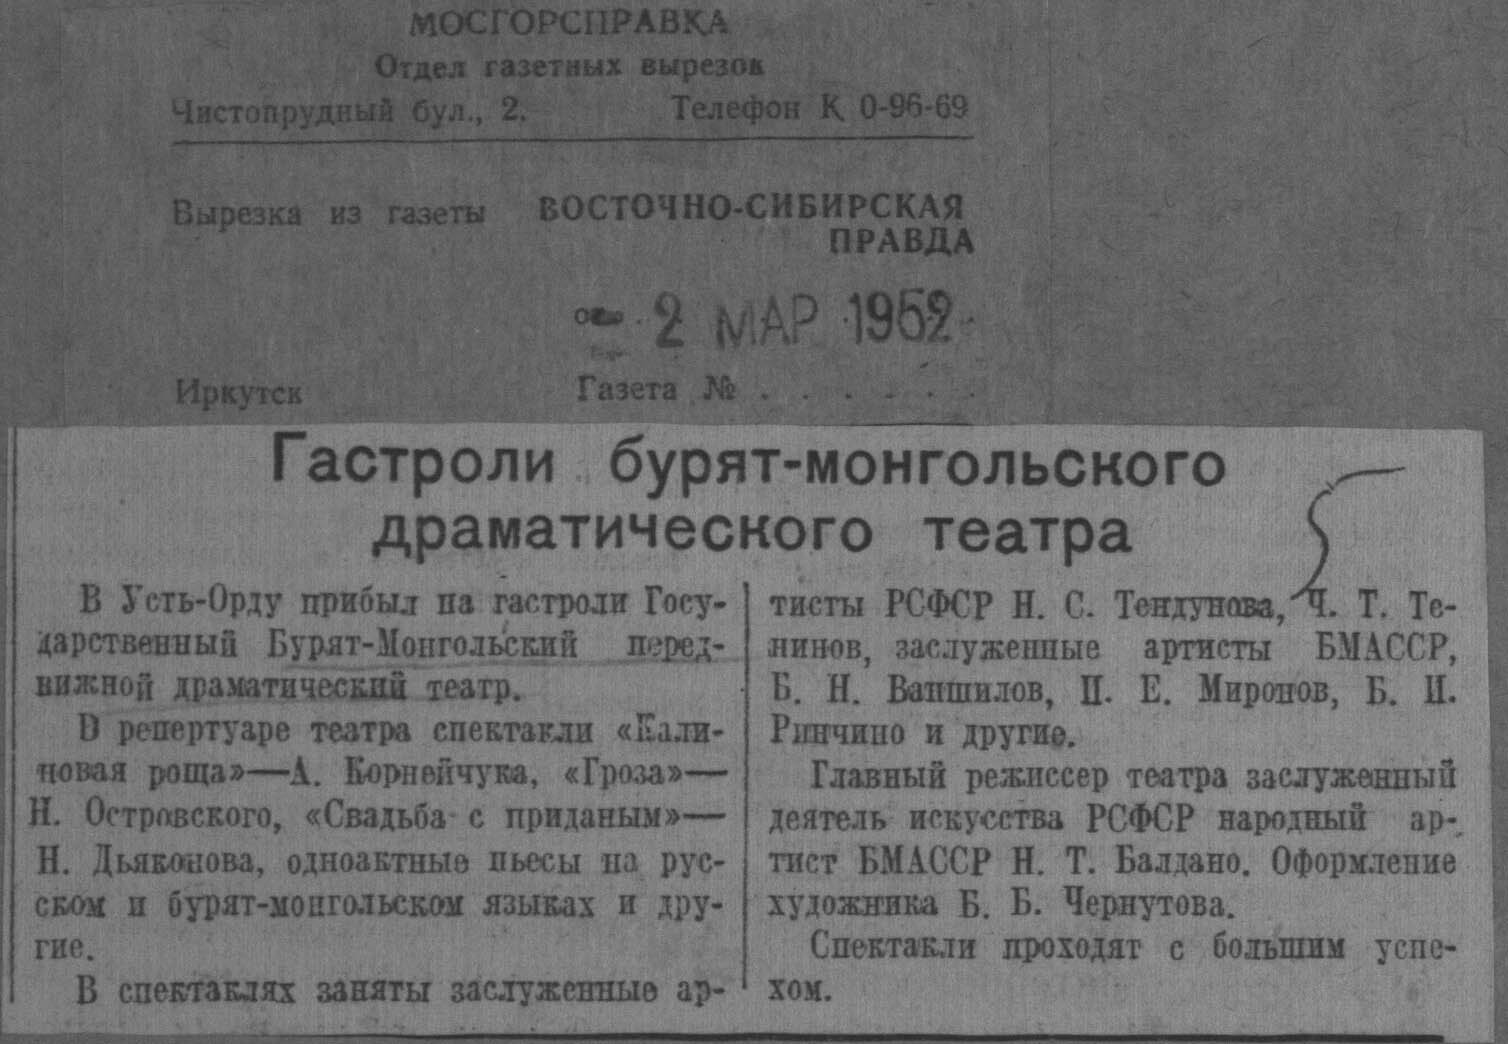 МОСГОРСПРАВКА
Отдел газетных вырезок
Чистопрудный бул., 2. Телефон К 0-96-69
Вырезка из газеты ВОСТОЧНО-СИБИРСКАЯ
ПРАВДА
2 МАР 1952
Иркутск Газета № . . . . . .
Гастроли бурят-монгольского
драматического театра
В Усть-Орду прибыл на гастроли Госу-
дарственный Бурят-Монгольский перед-
вижной драматический театр.
В репертуаре театра спектакли «Кали-
новая роща»—А. Корнейчука, «Гроза»—
Н. Островского, «Свадьба с приданым»—
Н. Дьяконова, одноактные пьесы на рус-
ском и бурят-монгольском языках и дру-
гие.
В спектаклях заняты заслуженные ар-
тисты РСФСР Н. С. Тендунова, Ч. Т. Те-
нинов, заслуженные артисты БМАССР,
Б. Н. Ваншилов, П. Е. Миронов, Б. И.
Ринчино и другие.
Главный режиссер театра заслуженный
деятель искусства РСФСР народный ар-
тист БМАССР Н. Т. Балдано. Оформление
художника Б. Б. Чернутова.
Спектакли проходят с большим успе-
хом.